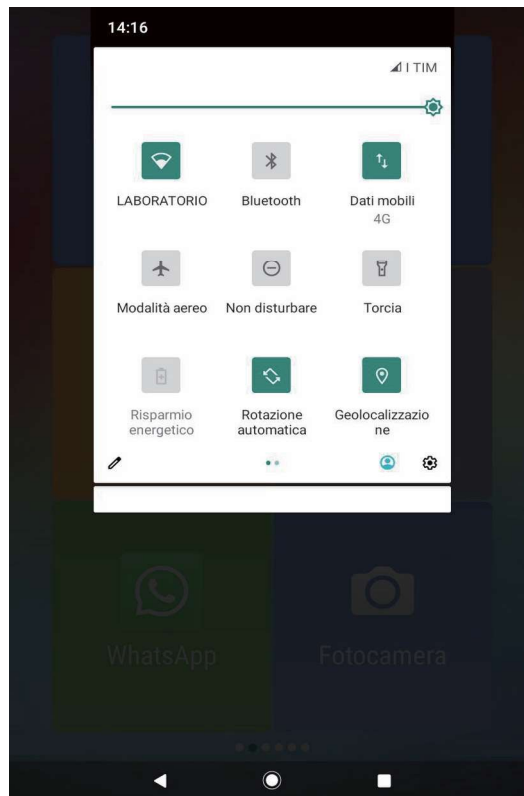 14:16
TIM
LABORATORIO
Bluetooth
Dati mobili
4G
Modalità aereo
Non disturbare
Torcia
Risparmio
energetico
Rotazione
automatica
Geolocalizzazio
ne
WhatsApp
Fotocamera